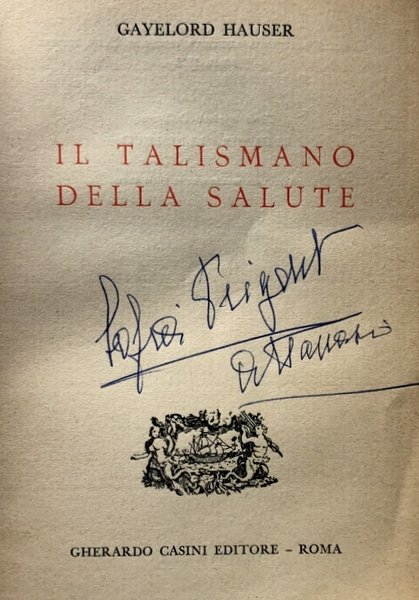 GAYELORD HAUSER
IL TALISMANO
DELLA SALUTE
GHERARDO CASINI EDITORE – ROMA